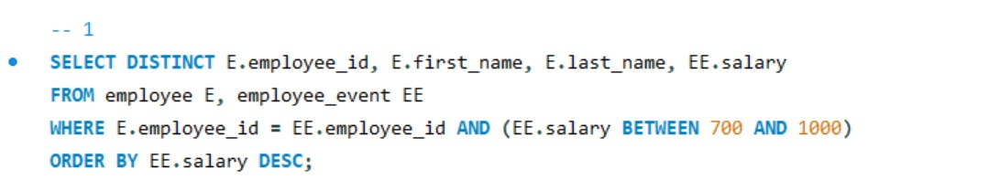 -- 1
SELECT DISTINCT E.employee_id, E.first_name, E.last_name, EE.salary
FROM employee E, employee_event EE
WHERE E.employee_id = EE.employee_id AND (EE.salary BETWEEN 700 AND 1000)
ORDER BY EE.salary DESC;